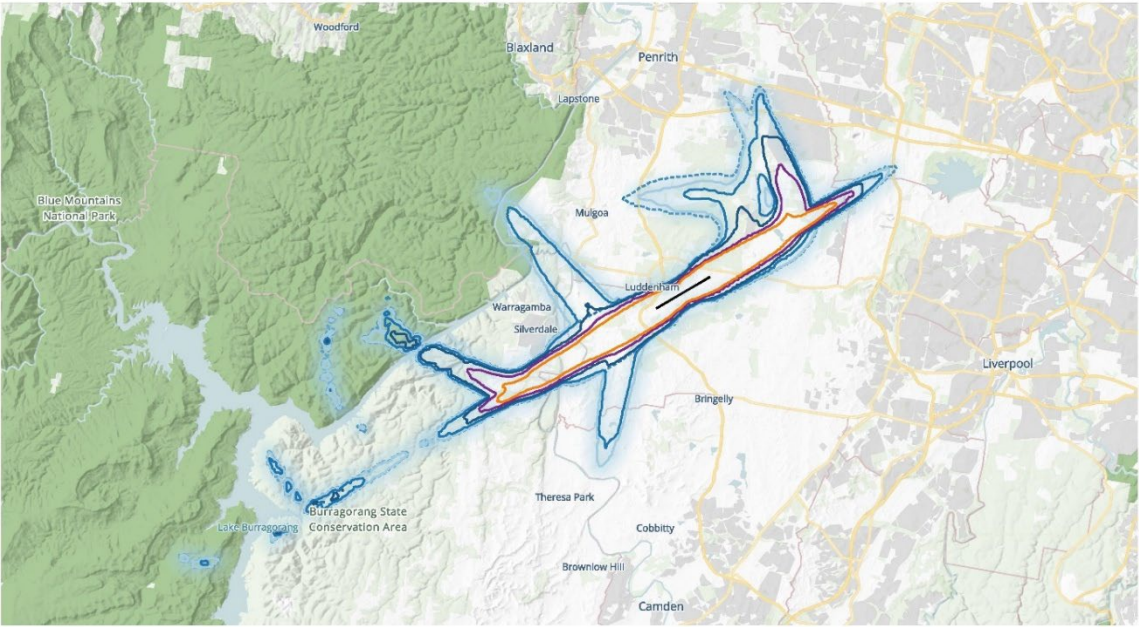 Woodford
Blaxland
Penrith
Lapstone
Blue Mountains
National Park
Mulgoa
Luddenham
Warragamba
Silverdale
Liverpool
Bringelly
Theresa Park
Burragorang State
Conservation Area
Lake Burragorang
Cobbitty
Brownlow Hill
Camden